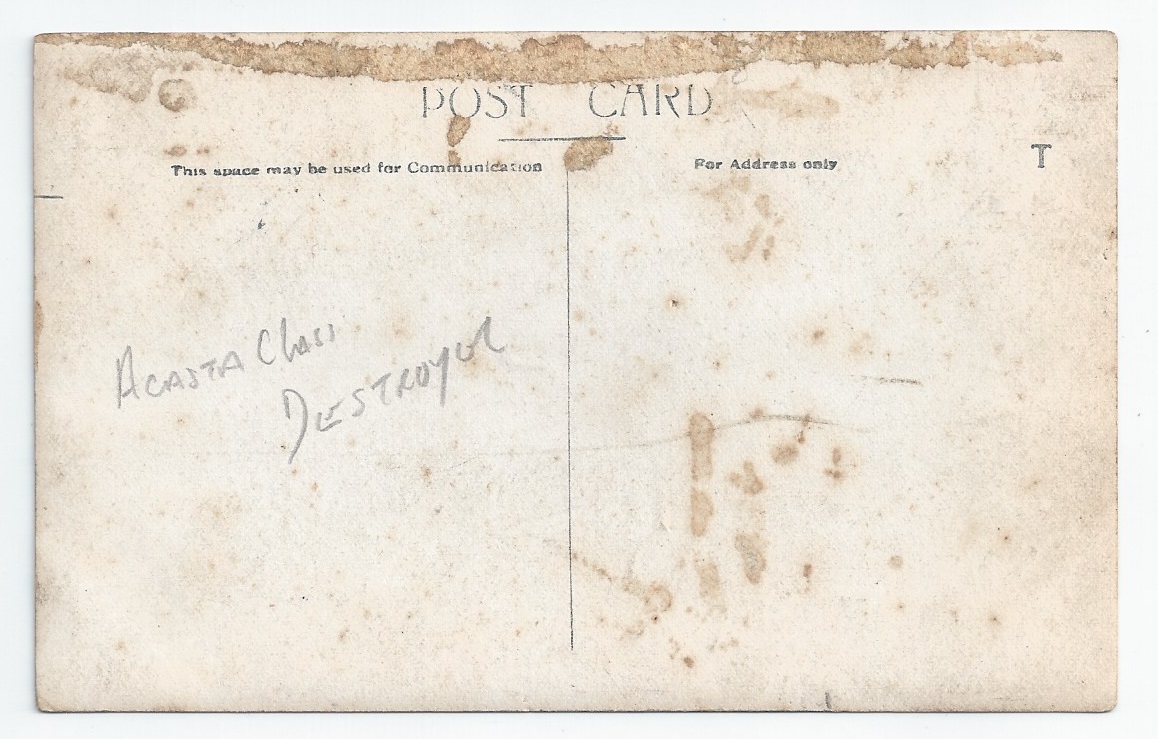 POST CARD
This space may be used for Communication
For Address only
T
ACASTA Class
DESTROYER